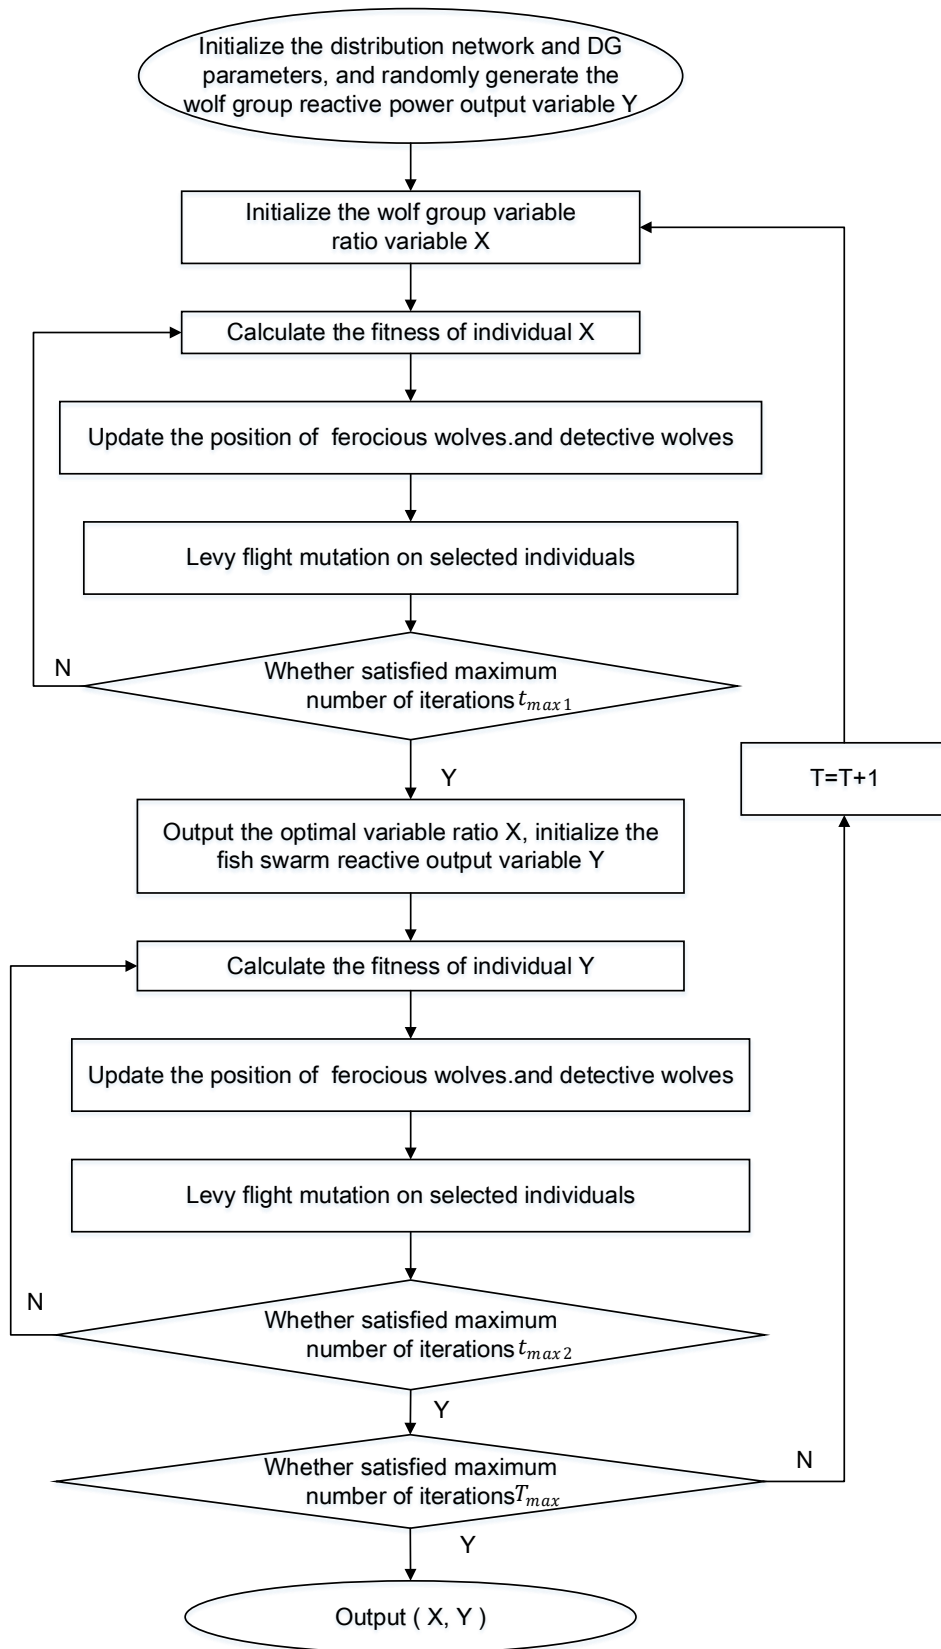 Initialize the distribution network and DG
parameters, and randomly generate the
wolf group reactive power output variable Y
Initialize the wolf group variable
ratio variable X
Calculate the fitness of individual X
Update the position of ferocious wolves.and detective wolves
Levy flight mutation on selected individuals
Whether satisfied maximum
number of iterations t_{max1}
N
Y
T=T+1
Output the optimal variable ratio X, initialize the
fish swarm reactive output variable Y
Calculate the fitness of individual Y
Update the position of ferocious wolves.and detective wolves
Levy flight mutation on selected individuals
N
Whether satisfied maximum
number of iterations t_{max2}
Y
Whether satisfied maximum
number of iterations T_{max}
N
Y
Output ( X, Y )